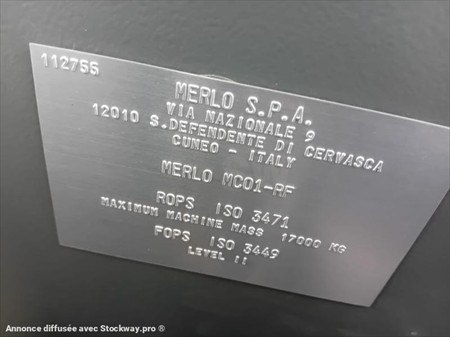 112755
MERLO S.P.A.
VIA NAZIONALE 9
12010 S.DEFENDENTE DI CERVASCA
CUNEO - ITALY
MERLO MC01-RF
ROPS ISO 3471
MAXIMUM MACHINE MASS 17000 KG
FOPS ISO 3449
LEVEL II
Annonce diffusée avec Stockway.pro ®